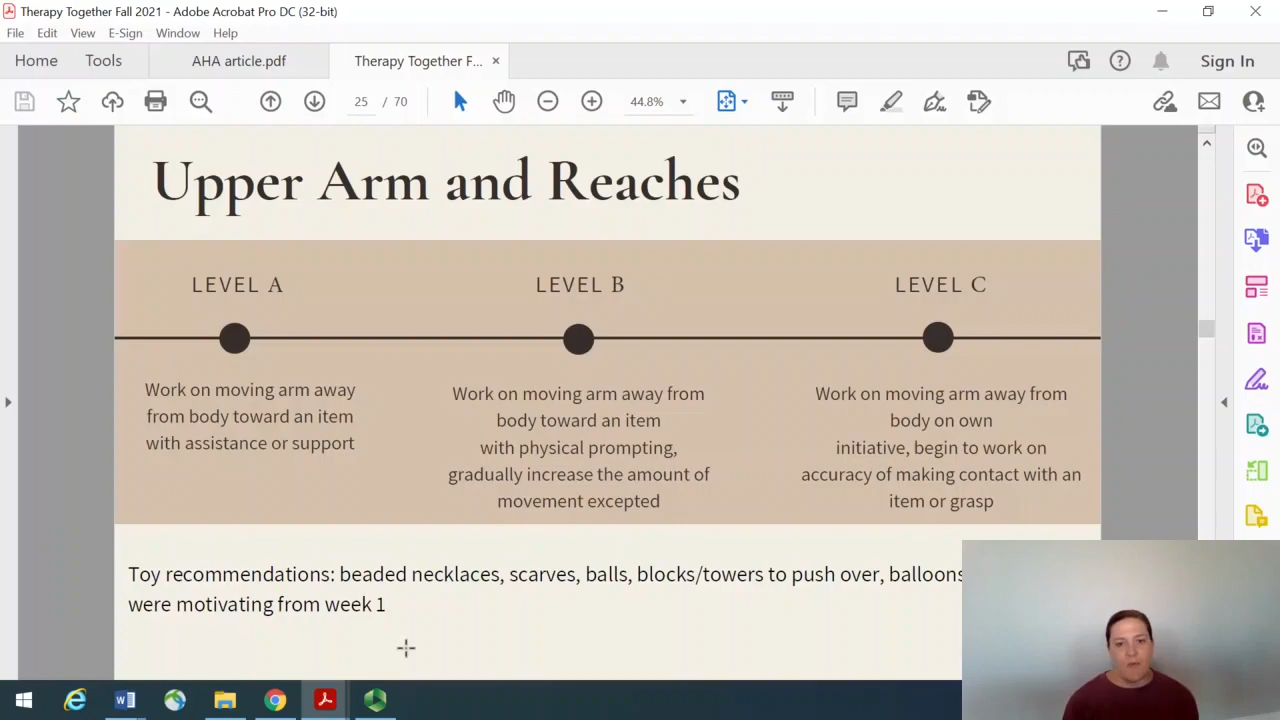 Therapy Together Fall 2021 - Adobe Acrobat Pro DC (32-bit)
File Edit View E-Sign Window Help
Home Tools AHA article.pdf Therapy Together F... × Sign In
25 / 70 44.8%
Upper Arm and Reaches
LEVEL A
Work on moving arm away
from body toward an item
with assistance or support
LEVEL B
Work on moving arm away from
body toward an item
with physical prompting,
gradually increase the amount of
movement excepted
LEVEL C
Work on moving arm away from
body on own
initiative, begin to work on
accuracy of making contact with an
item or grasp
Toy recommendations: beaded necklaces, scarves, balls, blocks/towers to push over, balloons
were motivating from week 1